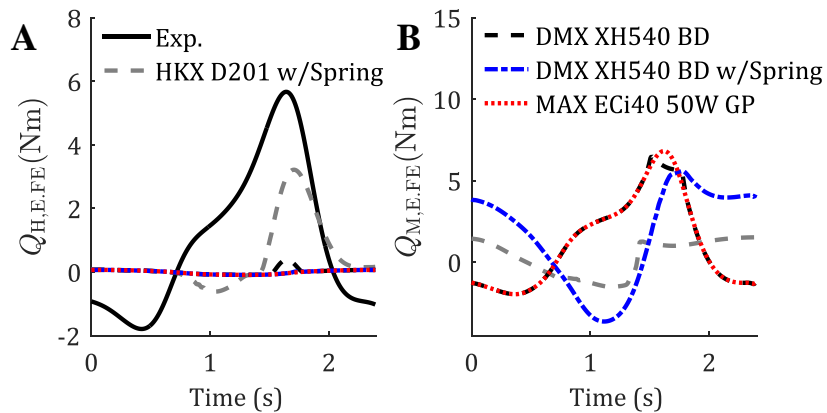 A
Exp.
HKX D201 w/Spring
Q_H,E.FE (Nm)
8
6
4
2
0
-2
0
1
2
Time (s)
B
DMX XH540 BD
DMX XH540 BD w/Spring
MAX ECi40 50W GP
Q_M,E.FE (Nm)
15
10
5
0
0
1
2
Time (s)